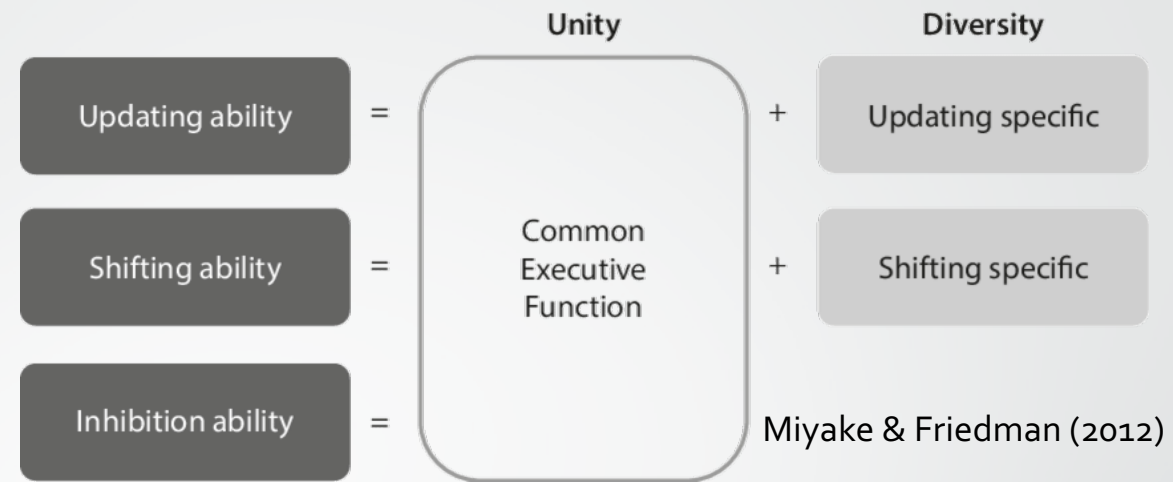 Unity Diversity
Updating ability = + Updating specific
Common
Shifting ability = Executive + Shifting specific
Function
Inhibition ability = Miyake & Friedman (2012)